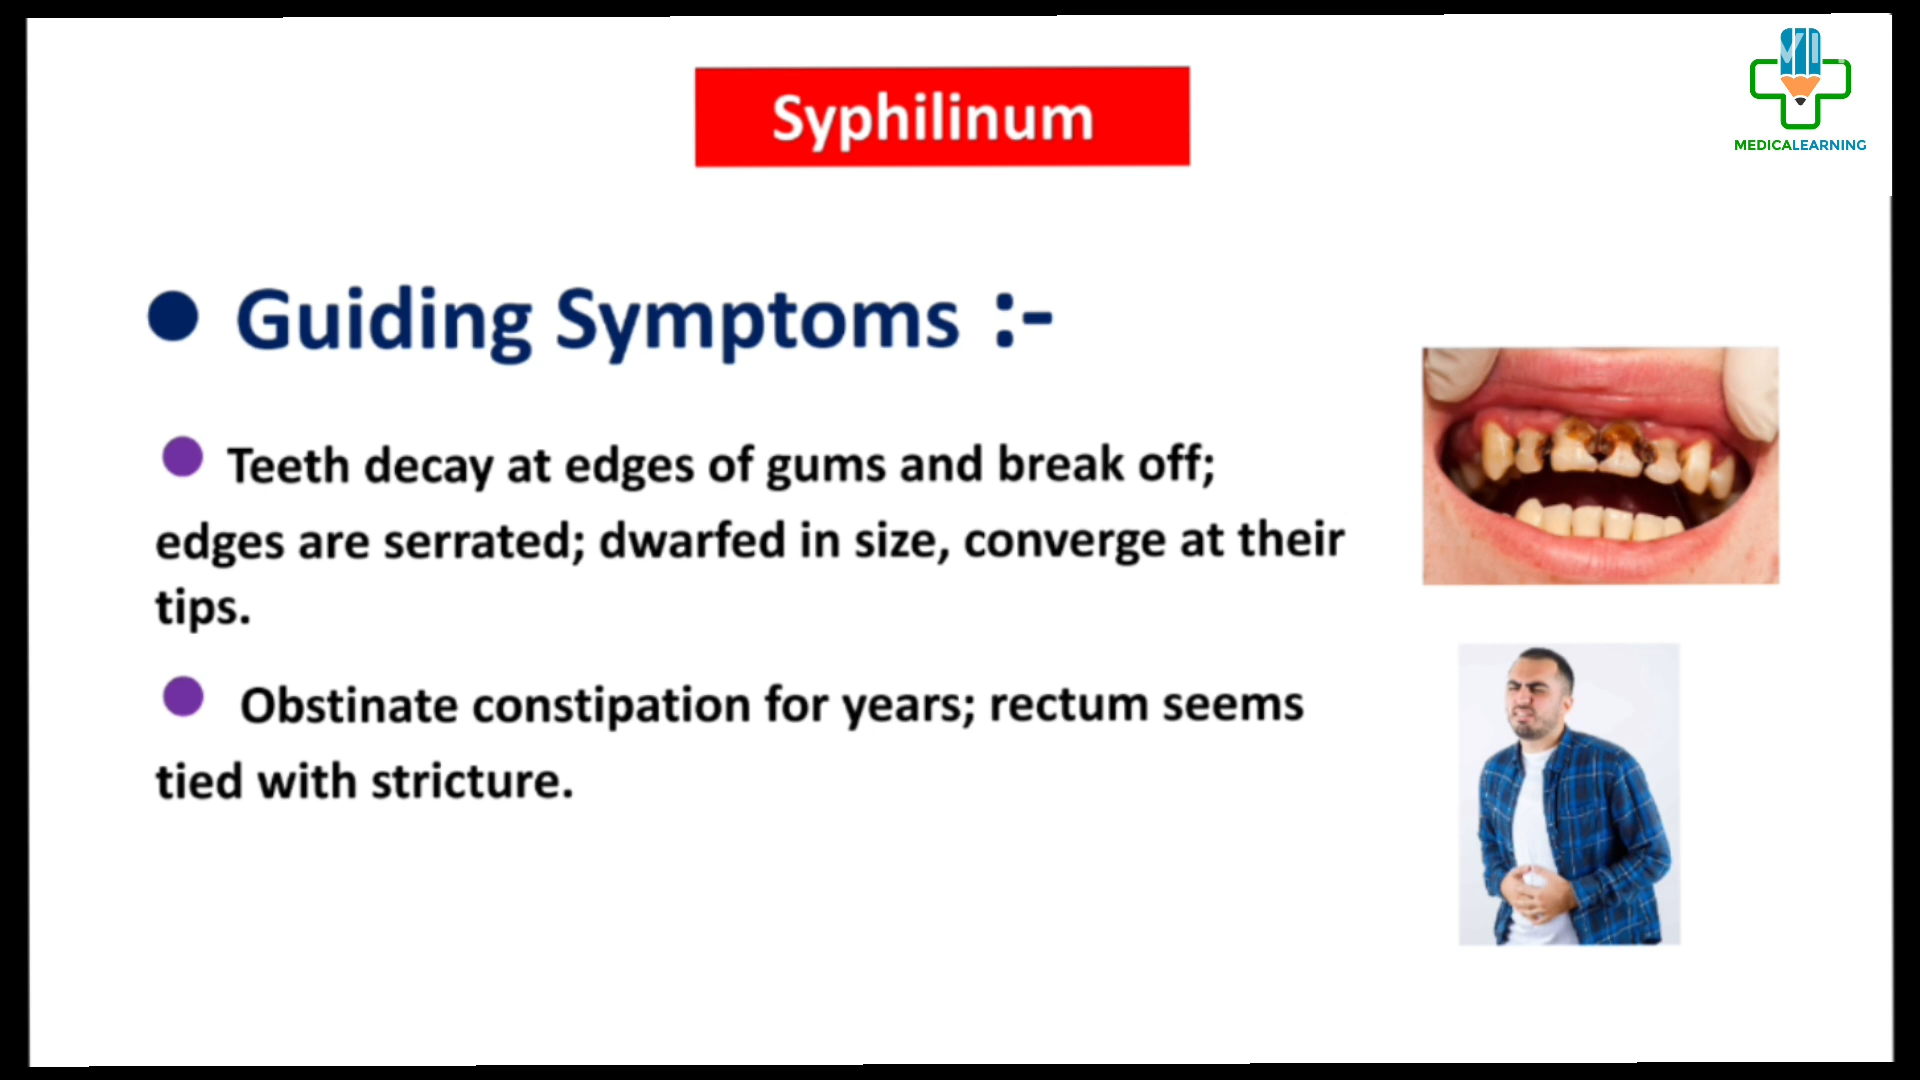 Syphilinum
MEDICALEARNING
● Guiding Symptoms :-
● Teeth decay at edges of gums and break off;
edges are serrated; dwarfed in size, converge at their
tips.
● Obstinate constipation for years; rectum seems
tied with stricture.